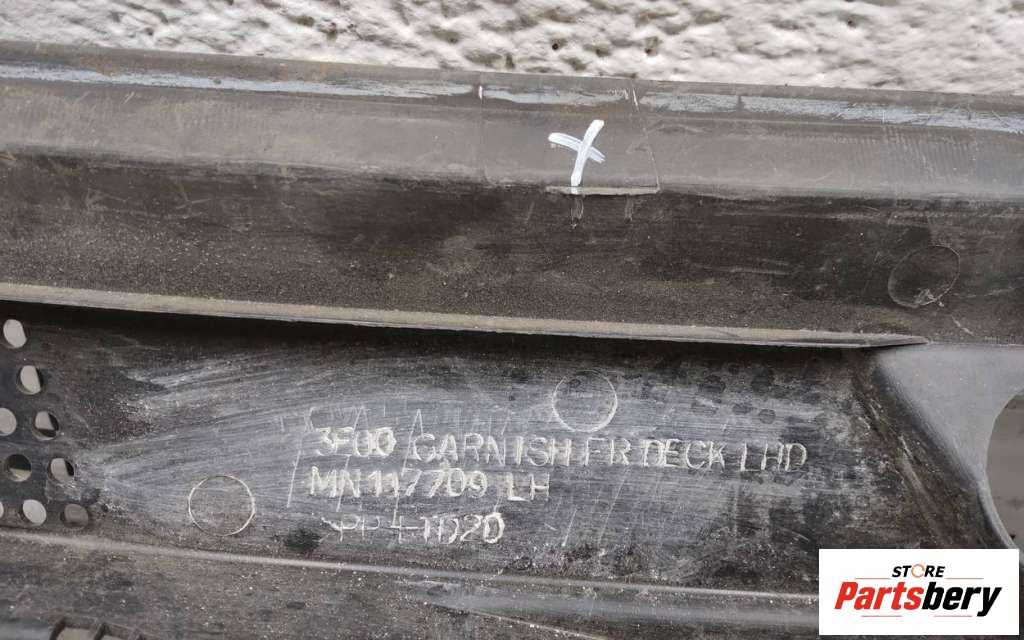 3F00 GARNISH FR DECK LHD
MN117709 LH
PP+TD20
STORE
Partsbery